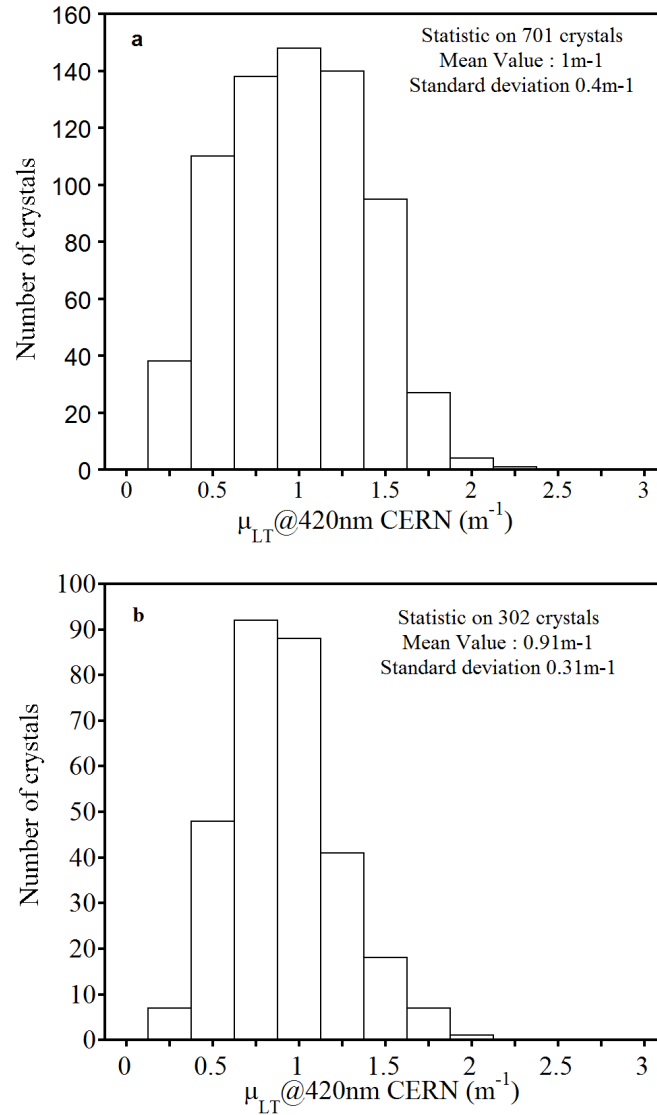 a
Statistic on 701 crystals
Mean Value : 1m-1
Standard deviation 0.4m-1
Number of crystals
160
140
120
100
80
60
40
20
0
0 0.5 1 1.5 2 2.5 3
μLT@420nm CERN (m-1)
b
Statistic on 302 crystals
Mean Value : 0.91m-1
Standard deviation 0.31m-1
Number of crystals
100
90
80
70
60
50
40
30
20
10
0
0 0.5 1 1.5 2 2.5 3
μLT@420nm CERN (m-1)